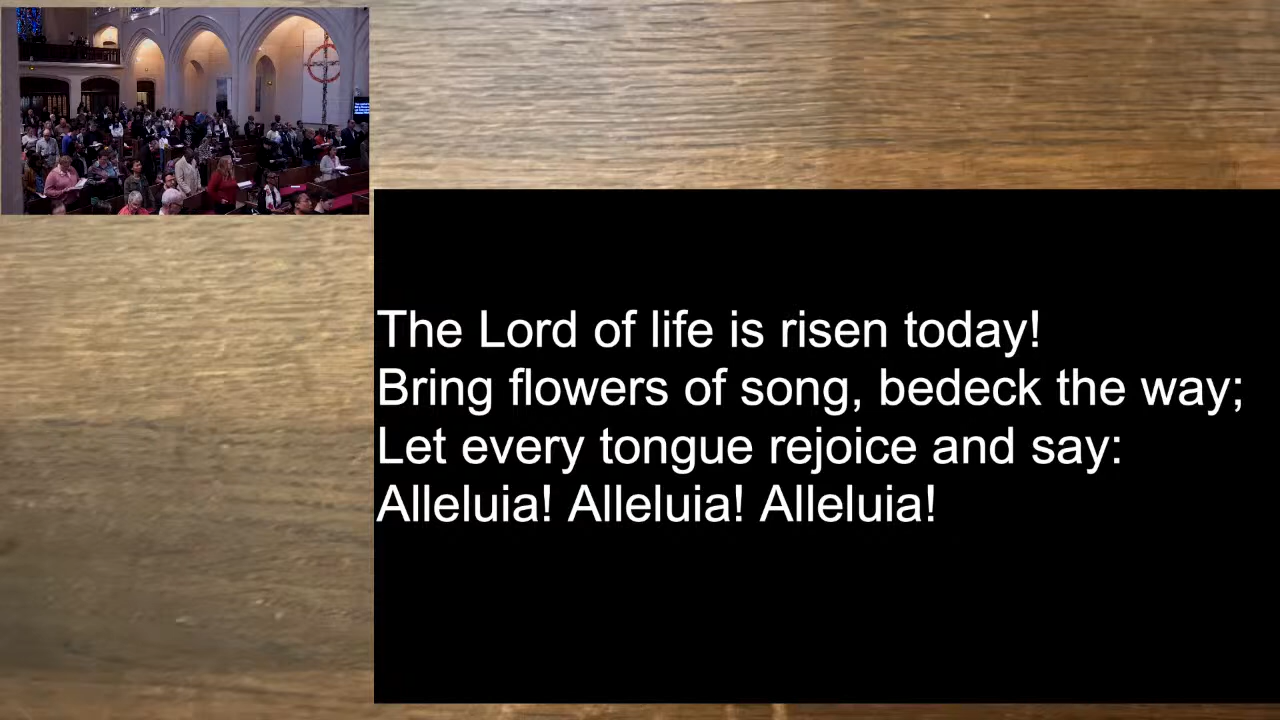 The Lord of life is risen today!
Bring flowers of song, bedeck the way;
Let every tongue rejoice and say:
Alleluia! Alleluia! Alleluia!